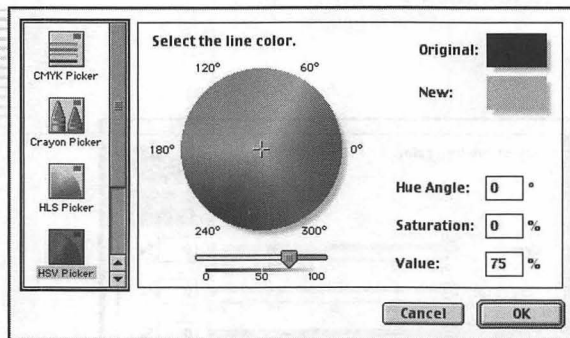 CMYK Picker
Crayon Picker
HLS Picker
HSV Picker
Select the line color.
120°
60°
180°
0°
240°
300°
0
50
100
Original:
New:
Hue Angle: 0 °
Saturation: 0 %
Value: 75 %
Cancel
OK